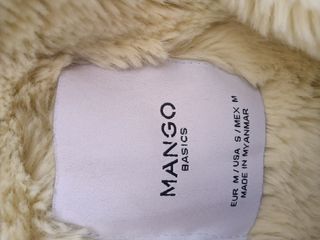 MANGO
BASICS
EUR M / USA S / MEX M
MADE IN MYANMAR